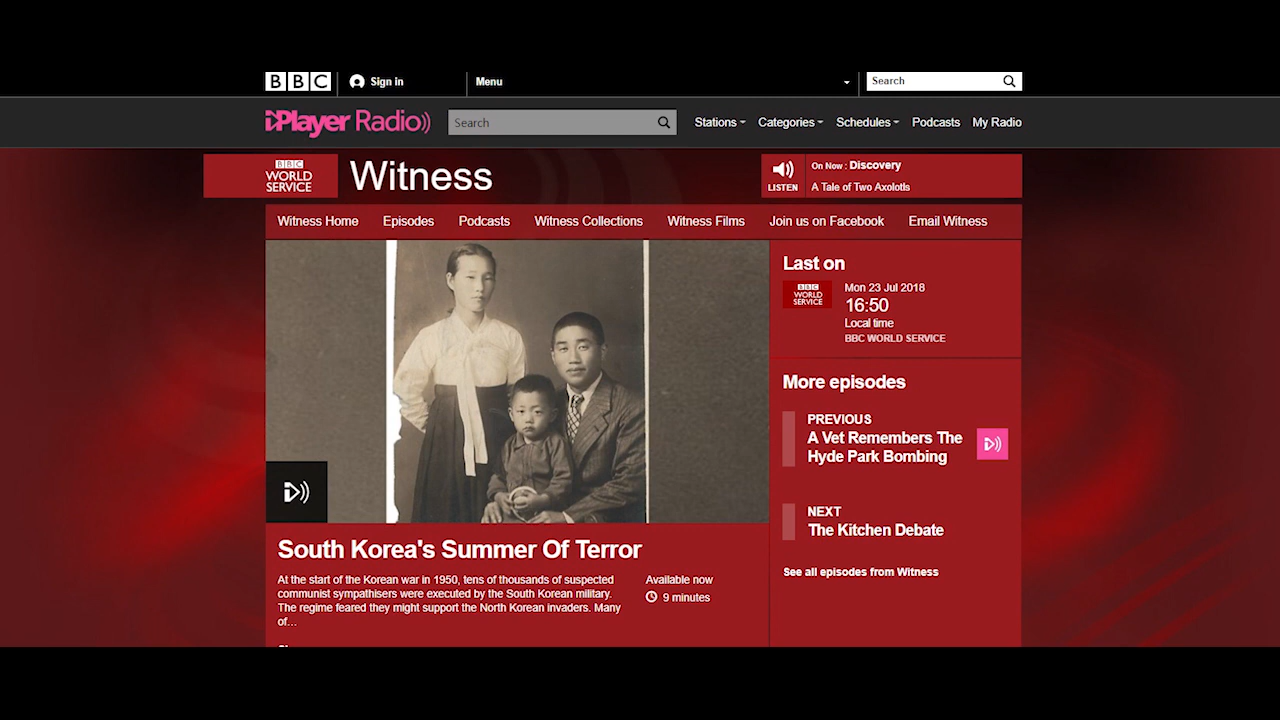 BBC Sign in Menu Search
iPlayer Radio Search Stations Categories Schedules Podcasts My Radio
BBC
WORLD
SERVICE
Witness
LISTEN
On Now : Discovery
A Tale of Two Axolotls
Witness Home Episodes Podcasts Witness Collections Witness Films Join us on Facebook Email Witness
South Korea's Summer Of Terror
At the start of the Korean war in 1950, tens of thousands of suspected
communist sympathisers were executed by the South Korean military.
The regime feared they might support the North Korean invaders. Many
of...
Available now
9 minutes
Last on
BBC
WORLD
SERVICE
Mon 23 Jul 2018
16:50
Local time
BBC WORLD SERVICE
More episodes
PREVIOUS
A Vet Remembers The
Hyde Park Bombing
NEXT
The Kitchen Debate
See all episodes from Witness